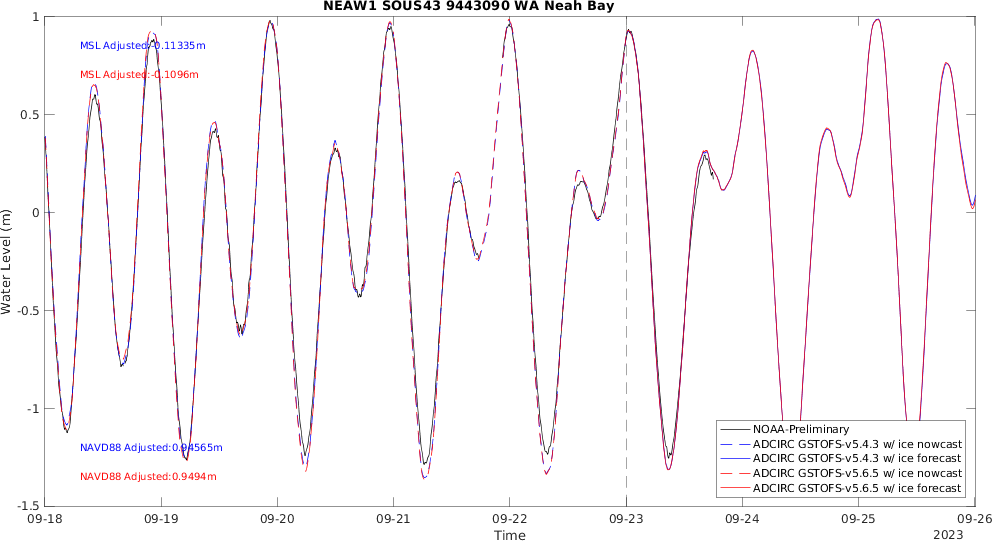 NEAW1 SOUS43 9443090 WA Neah Bay
MSL Adjusted:-0.11335m
MSL Adjusted:-0.1096m
NAVD88 Adjusted:0.94565m
NAVD88 Adjusted:0.9494m
Water Level (m)
1
0.5
0
-0.5
-1
-1.5
NOAA-Preliminary
ADCIRC GSTOFS-v5.4.3 w/ ice nowcast
ADCIRC GSTOFS-v5.4.3 w/ ice forecast
ADCIRC GSTOFS-v5.6.5 w/ ice nowcast
ADCIRC GSTOFS-v5.6.5 w/ ice forecast
09-18 09-19 09-20 09-21 09-22 09-23 09-24 09-25 09-26
Time
2023